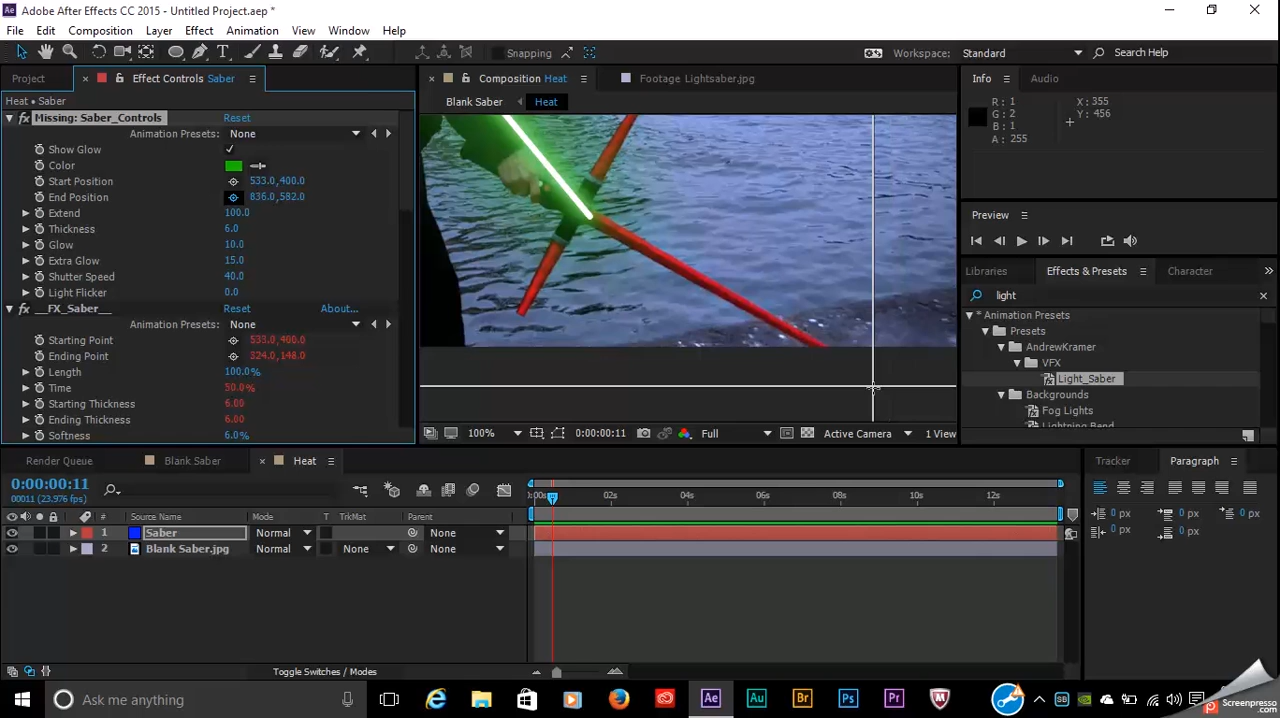 Adobe After Effects CC 2015 - Untitled Project.aep *
File Edit Composition Layer Effect Animation View Window Help
Snapping Workspace: Standard Search Help
Project Effect Controls Saber Composition Heat Footage Lightsaber.jpg Info Audio
Heat • Saber Blank Saber Heat
Missing: Saber_Controls Reset
Animation Presets: None
Show Glow
Color
Start Position 533.0,400.0
End Position 836.0,582.0
Extend 100.0
Thickness 6.0
Glow 10.0
Extra Glow 15.0
Shutter Speed 40.0
Light Flicker 0.0
__FX_Saber__ Reset About...
Animation Presets: None
Starting Point 533.0,400.0
Ending Point 324.0,148.0
Length 100.0%
Time 50.0%
Starting Thickness 6.00
Ending Thickness 6.00
Softness 6.0%
100% 0:00:00:11 Full Active Camera 1 View
R: 1 X: 355
G: 2 Y: 456
B: 1
A: 255
Preview
Libraries Effects & Presets Character
light
* Animation Presets
Presets
AndrewKramer
VFX
Light_Saber
Backgrounds
Fog Lights
Lightning Bend
Render Queue Blank Saber Heat Tracker Paragraph
0:00:00:11
00011 (23.976 fps)
# Source Name Mode T TrkMat Parent
1 Saber Normal None
2 Blank Saber.jpg Normal None None
):00s 02s 04s 06s 08s 10s 12s
0 px 0 px 0 px
0 px 0 px
Toggle Switches / Modes
Ask me anything
Ae Au Br Ps Pr
SB
Screenpresso
.com